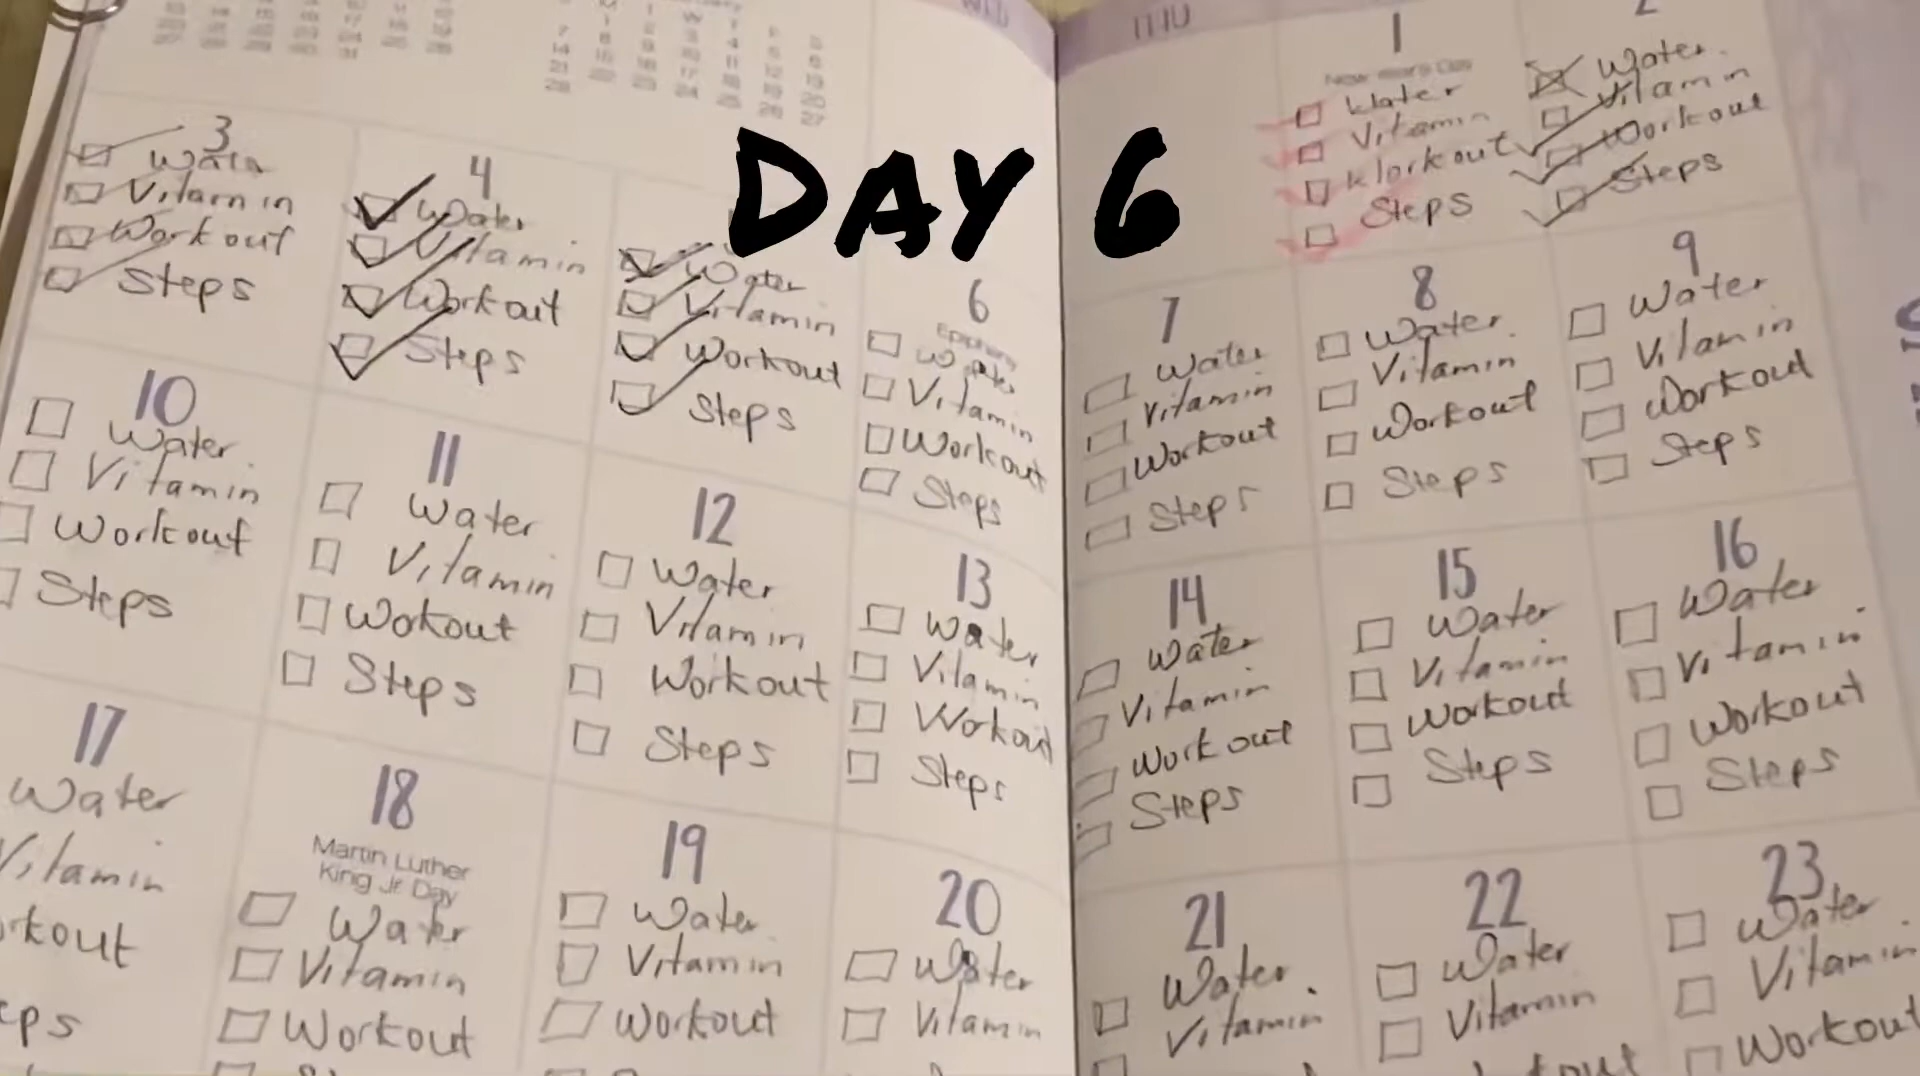 DAY 6
THU
1
New Year's Day
Water
Vitamin
Workout
Steps
2
Water
Vitamin
Workout
Steps
3
Water
Vitamin
Workout
Steps
4
Water
Vitamin
Workout
Steps
Water
Vitamin
Workout
Steps
6
Epiphany
Water
Vitamin
Workout
Steps
7
Water
Vitamin
Workout
Steps
8
Water
Vitamin
Workout
Steps
9
Water
Vitamin
Workout
Steps
10
Water
Vitamin
Workout
Steps
11
Water
Vitamin
Wokout
Steps
12
Water
Vitamin
Workout
Steps
13
Water
Vitamin
Workout
Steps
14
Water
Vitamin
Workout
Steps
15
Water
Vitamin
Workout
Steps
16
Water
Vitamin
Workout
Steps
17
Water
Vitamin
rkout
eps
18
Martin Luther
King Jr. Day
Water
Vitamin
Workout
19
Water
Vitamin
Workout
20
Water
Vitamin
21
Water
Vitamin
22
Water
Vitamin
23
Water
Vitamin
Workout